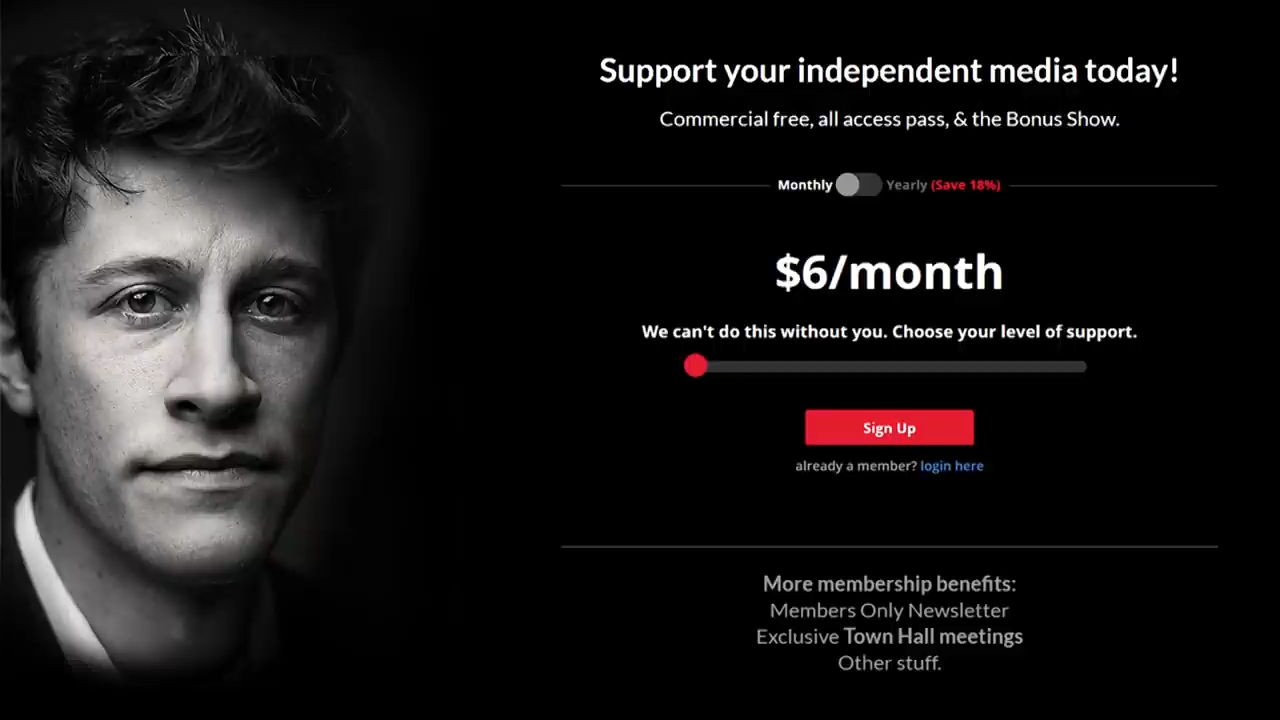 Support your independent media today!
Commercial free, all access pass, & the Bonus Show.
Monthly Yearly (Save 18%)
$6/month
We can't do this without you. Choose your level of support.
Sign Up
already a member? login here
More membership benefits:
Members Only Newsletter
Exclusive Town Hall meetings
Other stuff.